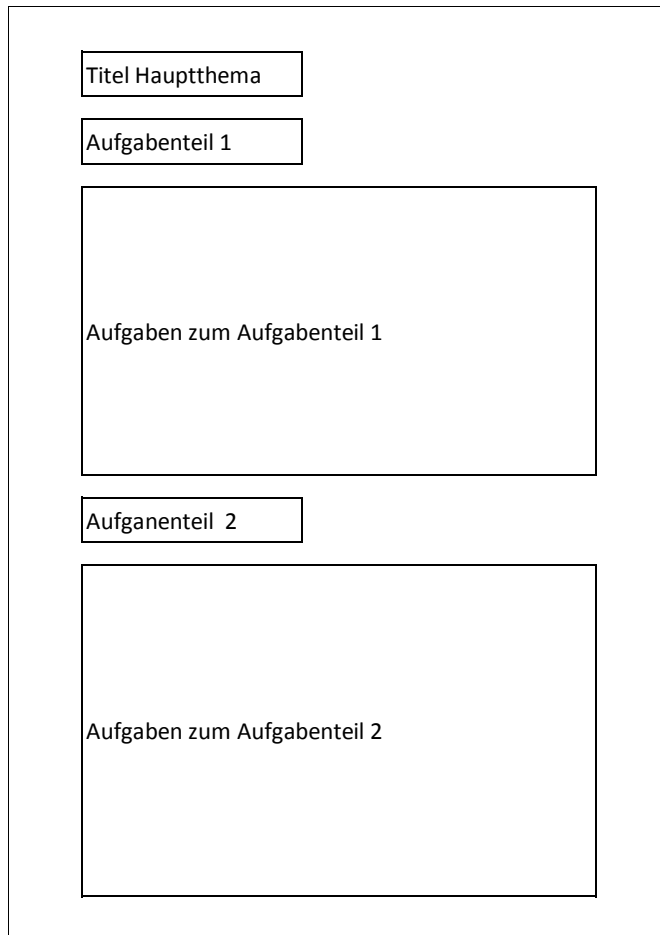 Titel Hauptthema
Aufgabenteil 1
Aufgaben zum Aufgabenteil 1
Aufganenteil  2
Aufgaben zum Aufgabenteil 2